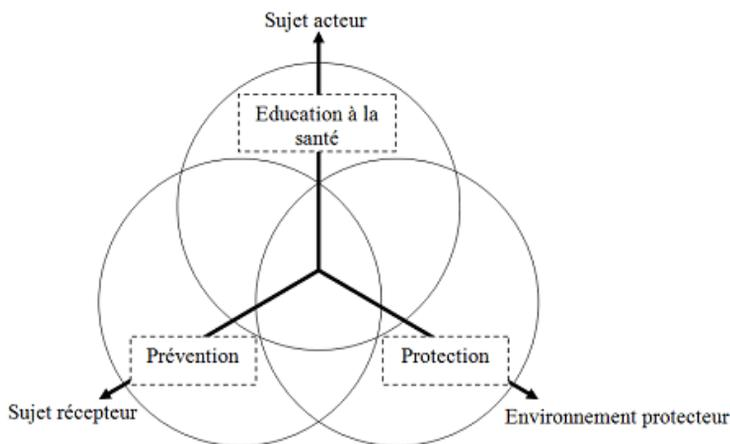 Sujet acteur
Education à la
santé
Prévention
Protection
Sujet récepteur
Environnement protecteur